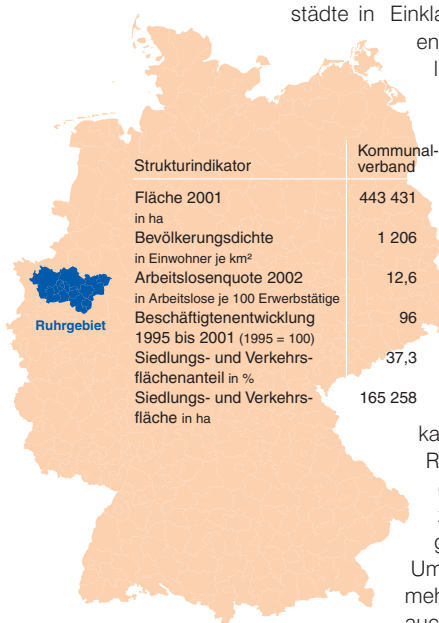 städte in Einkla
en
I
Kommunal-
Strukturindikator verband
Fläche 2001 443 431
in ha
Bevölkerungsdichte 1 206
in Einwohner je km²
Arbeitslosenquote 2002 12,6
in Arbeitslose je 100 Erwerbstätige
Beschäftigtenentwicklung 96
1995 bis 2001 (1995 = 100)
Siedlungs- und Verkehrs- 37,3
flächenanteil in %
Siedlungs- und Verkehrs- 165 258
fläche in ha
Ruhrgebiet
ka
R
g
Um
meh
auc